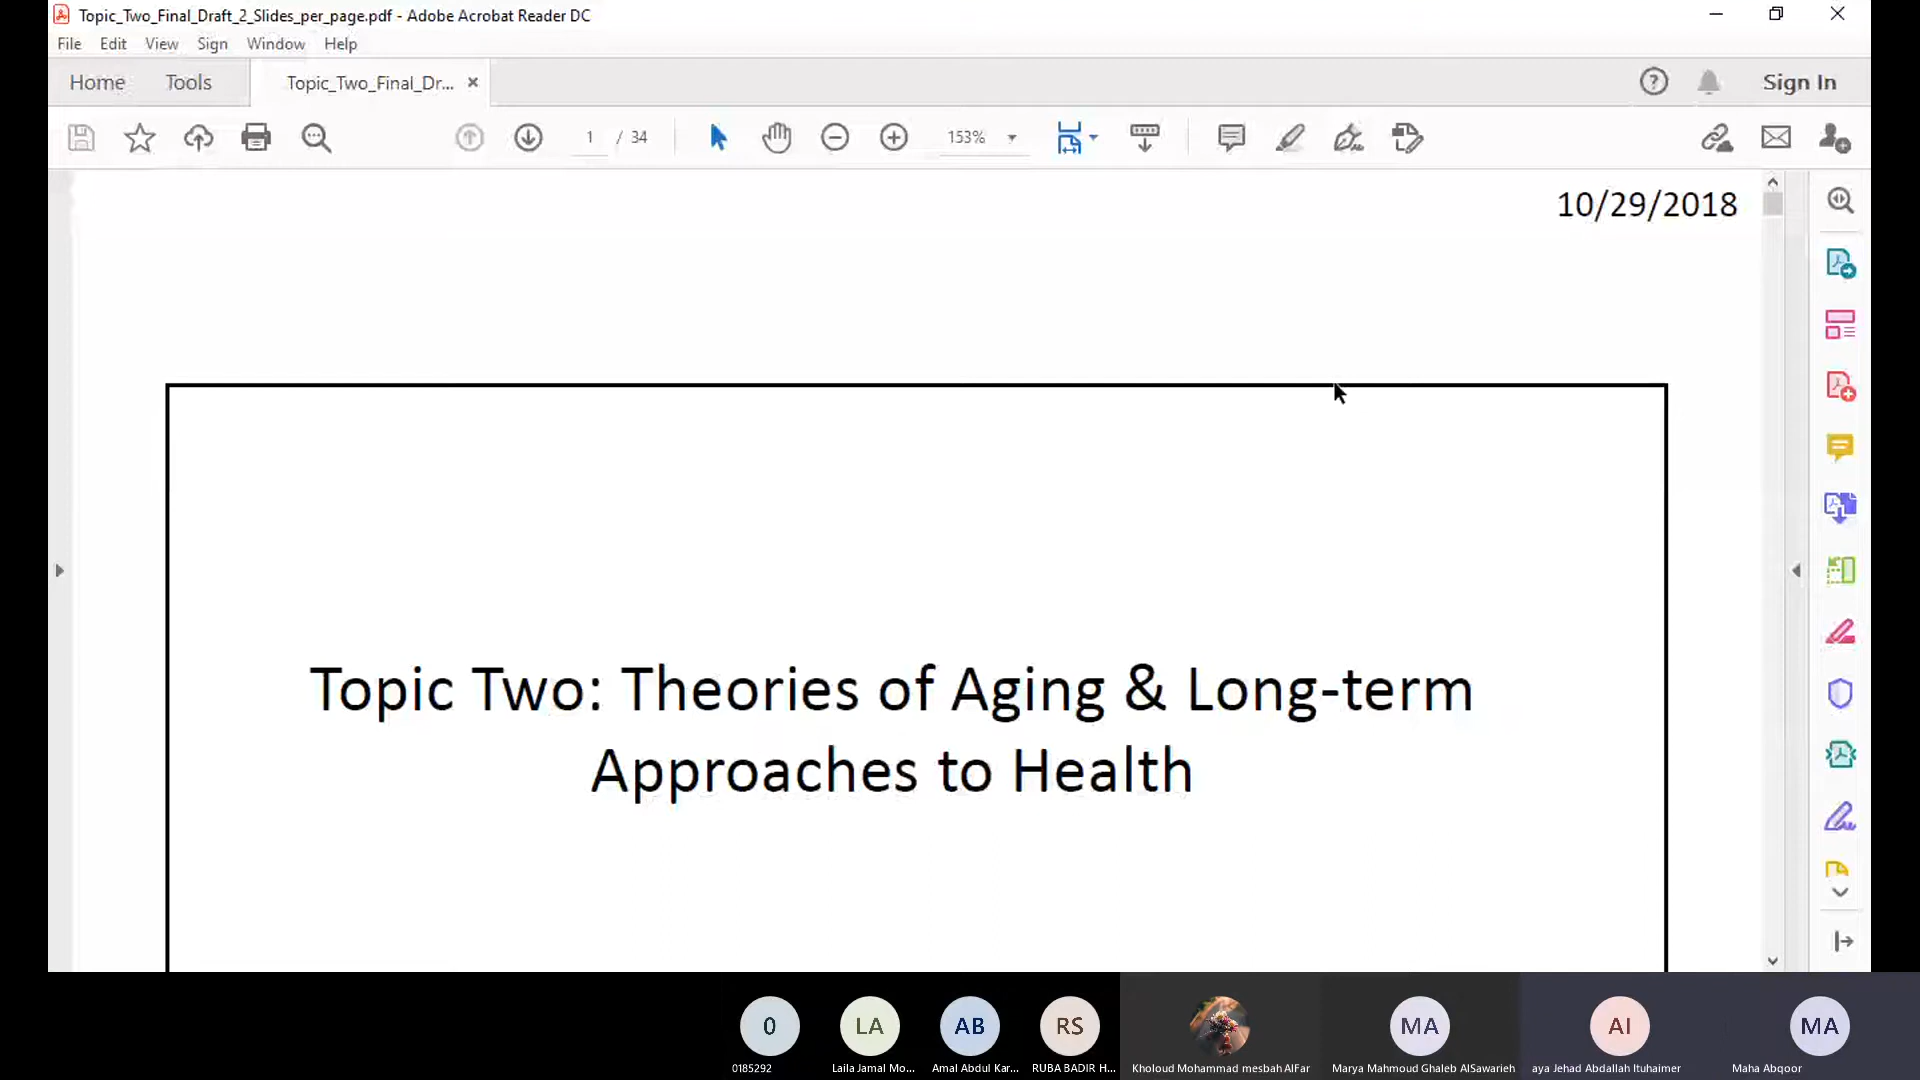 Topic_Two_Final_Draft_2_Slides_per_page.pdf - Adobe Acrobat Reader DC
File Edit View Sign Window Help
Home Tools Topic_Two_Final_Dr... × ? Sign In
1 / 34 153%
10/29/2018
Topic Two: Theories of Aging & Long-term
Approaches to Health
0 LA AB RS MA AI MA
0185292 Laila Jamal Mo... Amal Abdul Kar... RUBA BADIR H... Kholoud Mohammad mesbah AlFar Marya Mahmoud Ghaleb AlSawarieh aya Jehad Abdallah ltuhaimer Maha Abqoor